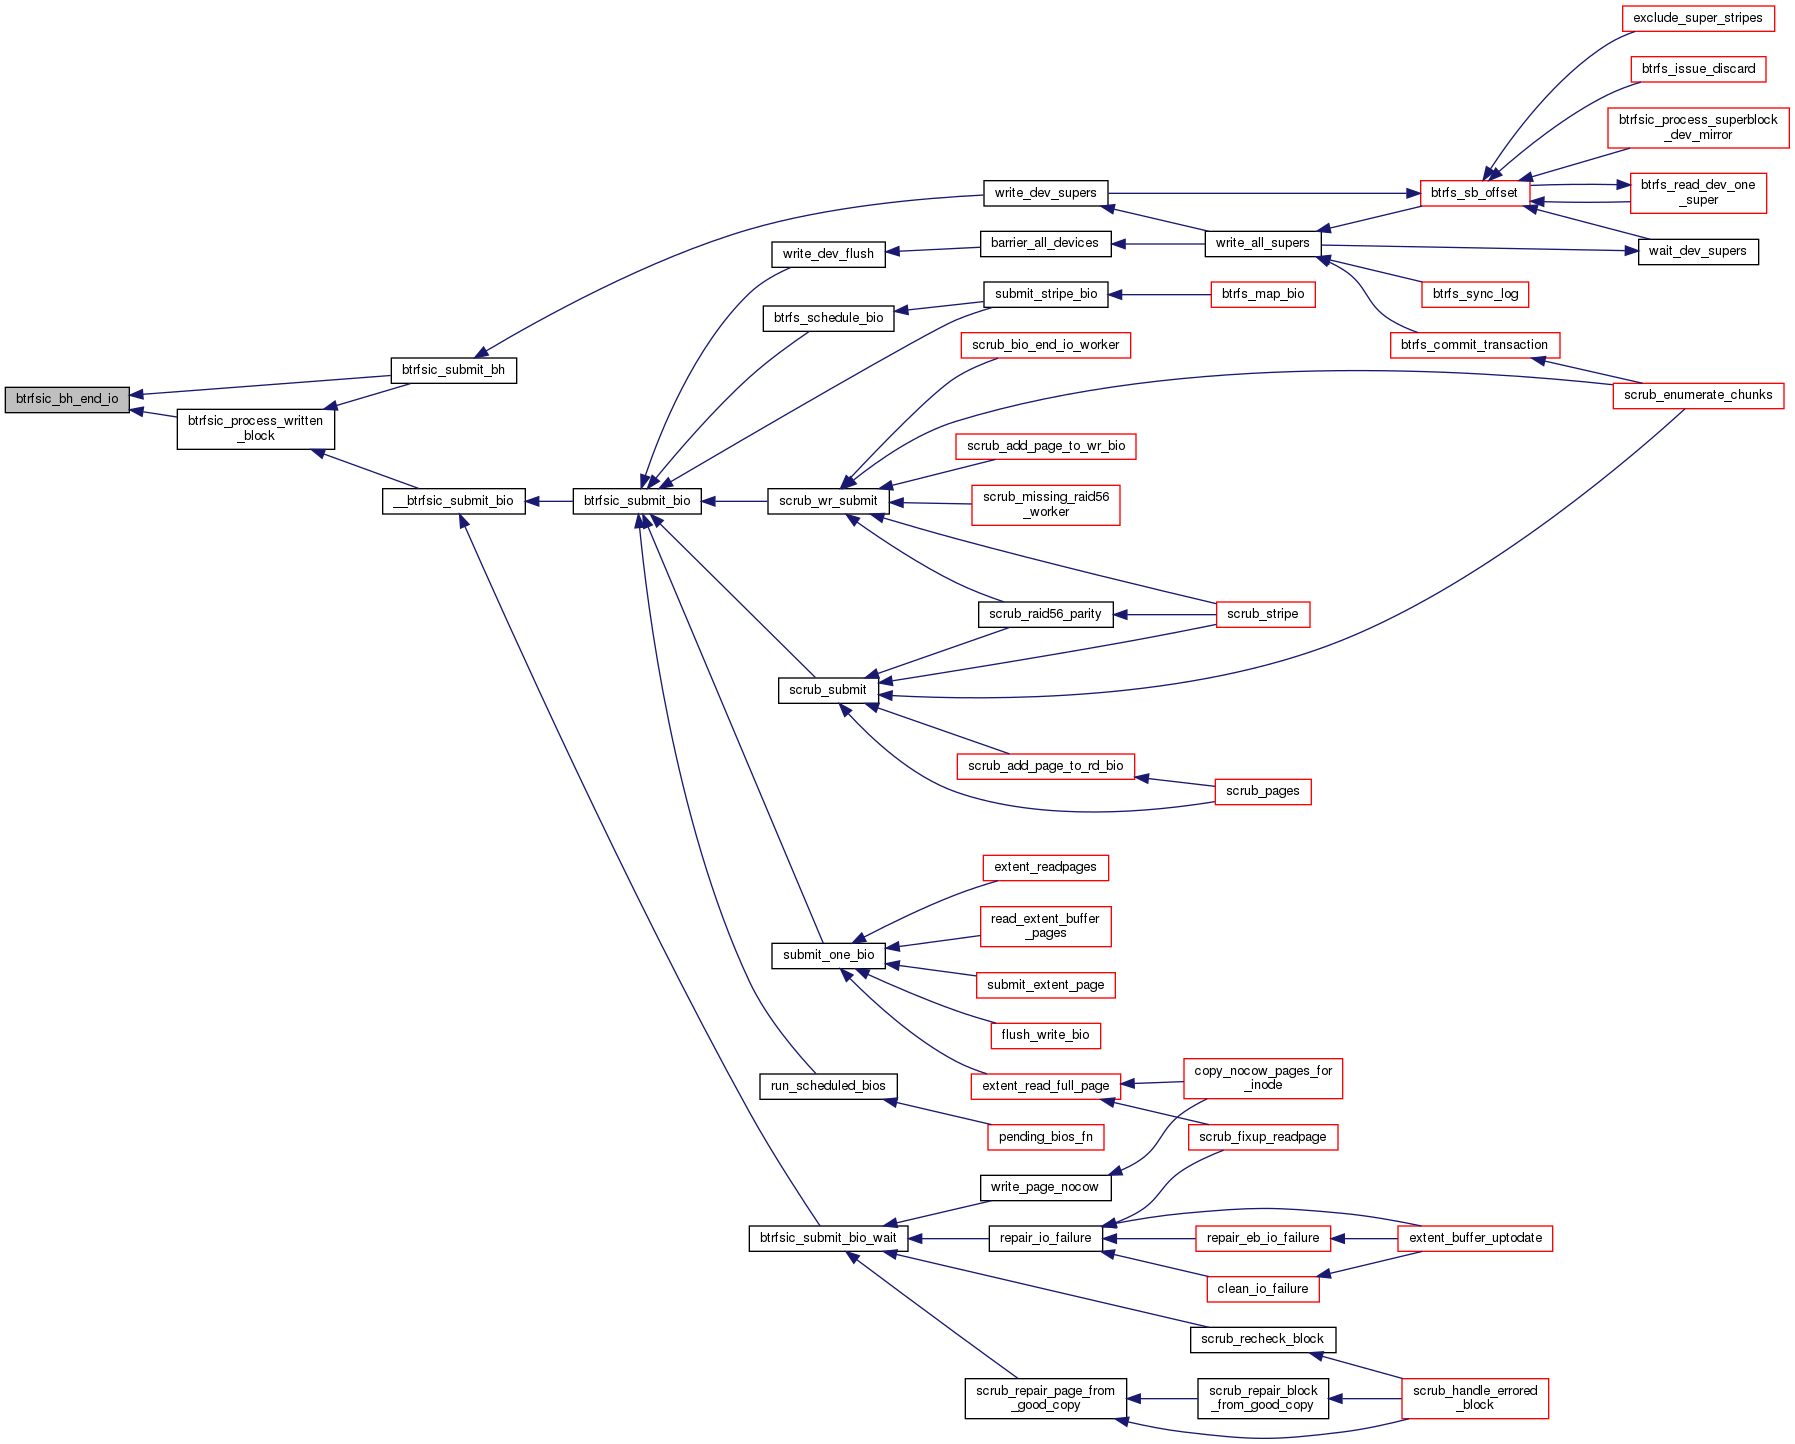 exclude_super_stripes
btrfs_issue_discard
btrfsic_process_superblock
_dev_mirror
write_dev_supers
btrfs_sb_offset
btrfs_read_dev_one
_super
barrier_all_devices
write_all_supers
wait_dev_supers
write_dev_flush
submit_stripe_bio
btrfs_map_bio
btrfs_sync_log
btrfs_schedule_bio
scrub_bio_end_io_worker
btrfs_commit_transaction
btrfsic_submit_bh
btrfsic_bh_end_io
scrub_enumerate_chunks
btrfsic_process_written
_block
scrub_add_page_to_wr_bio
__btrfsic_submit_bio
btrfsic_submit_bio
scrub_wr_submit
scrub_missing_raid56
_worker
scrub_raid56_parity
scrub_stripe
scrub_submit
scrub_add_page_to_rd_bio
scrub_pages
extent_readpages
read_extent_buffer
_pages
submit_one_bio
submit_extent_page
flush_write_bio
run_scheduled_bios
extent_read_full_page
copy_nocow_pages_for
_inode
pending_bios_fn
scrub_fixup_readpage
write_page_nocow
btrfsic_submit_bio_wait
repair_io_failure
repair_eb_io_failure
extent_buffer_uptodate
clean_io_failure
scrub_recheck_block
scrub_repair_page_from
_good_copy
scrub_repair_block
_from_good_copy
scrub_handle_errored
_block